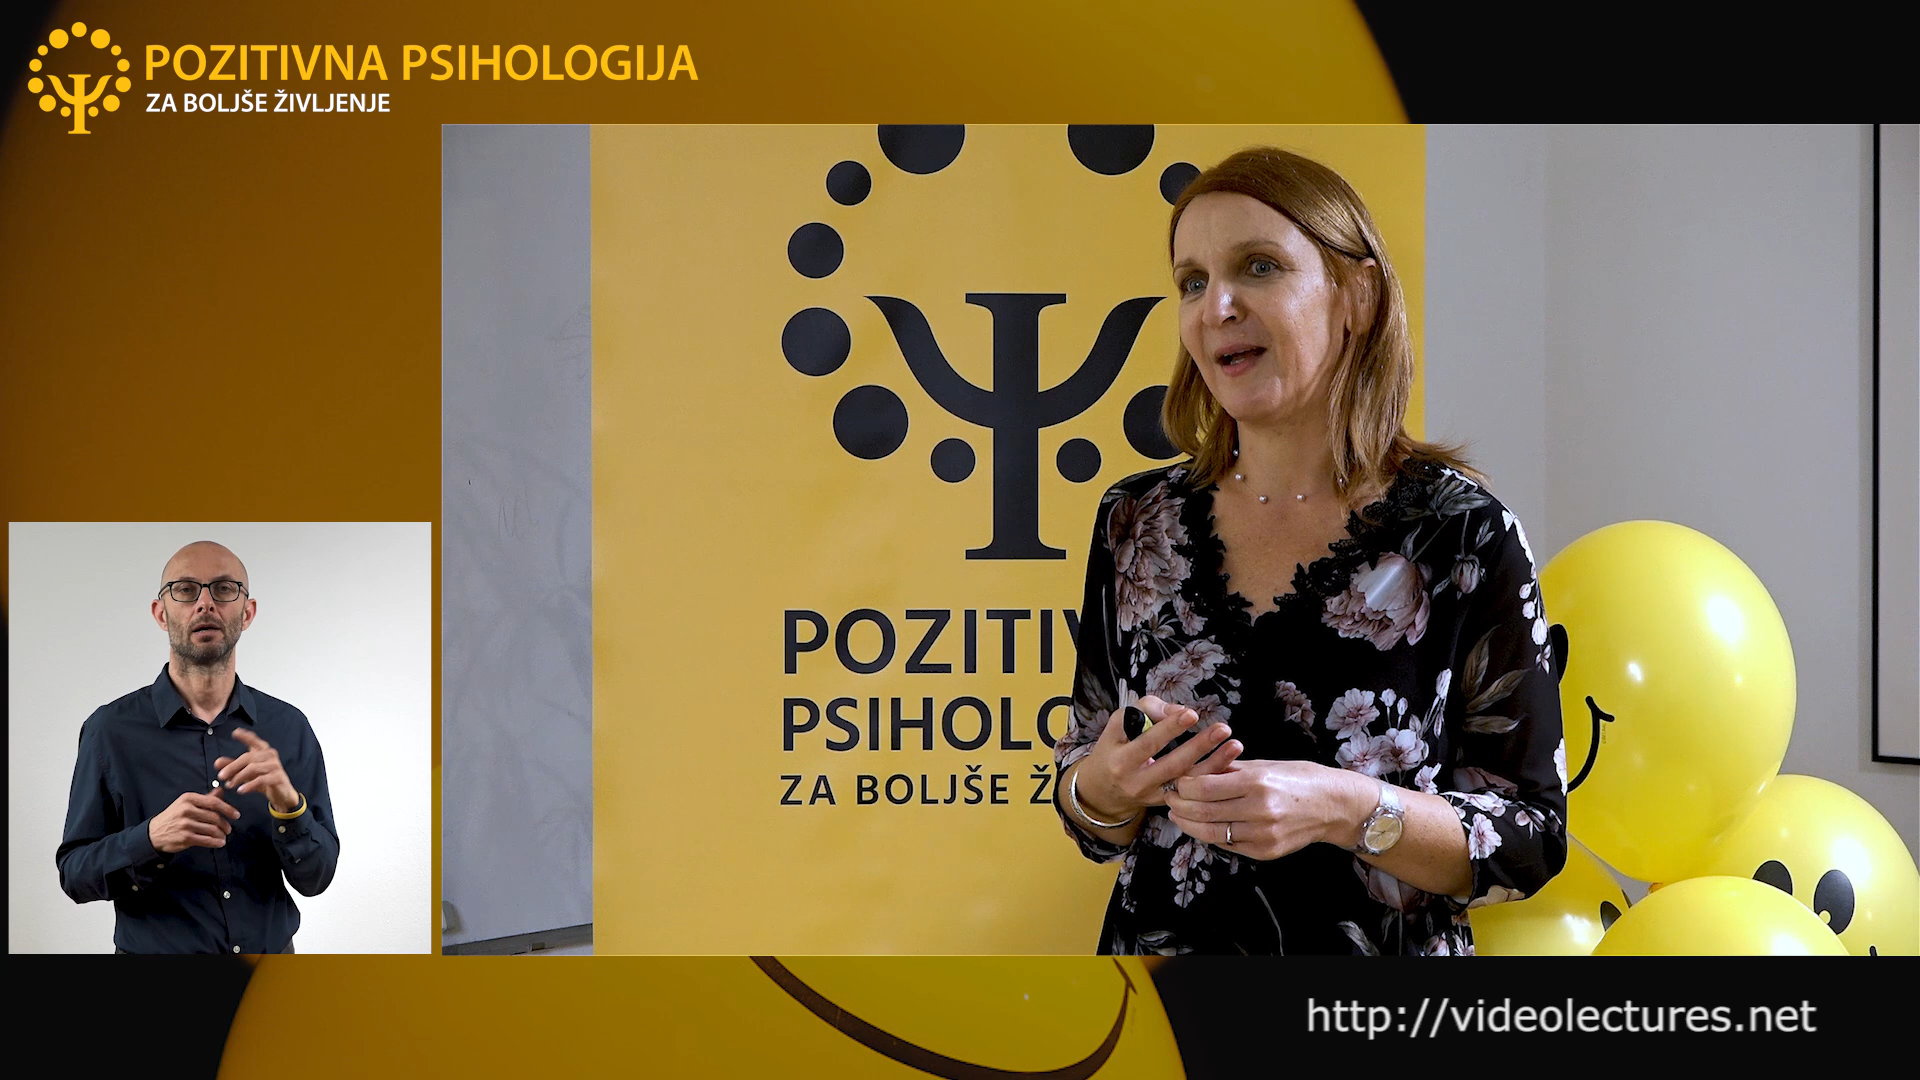 POZITIVNA PSIHOLOGIJA
ZA BOLJŠE ŽIVLJENJE
POZITIV
PSIHOLO
ZA BOLJŠE Ž
http://videolectures.net